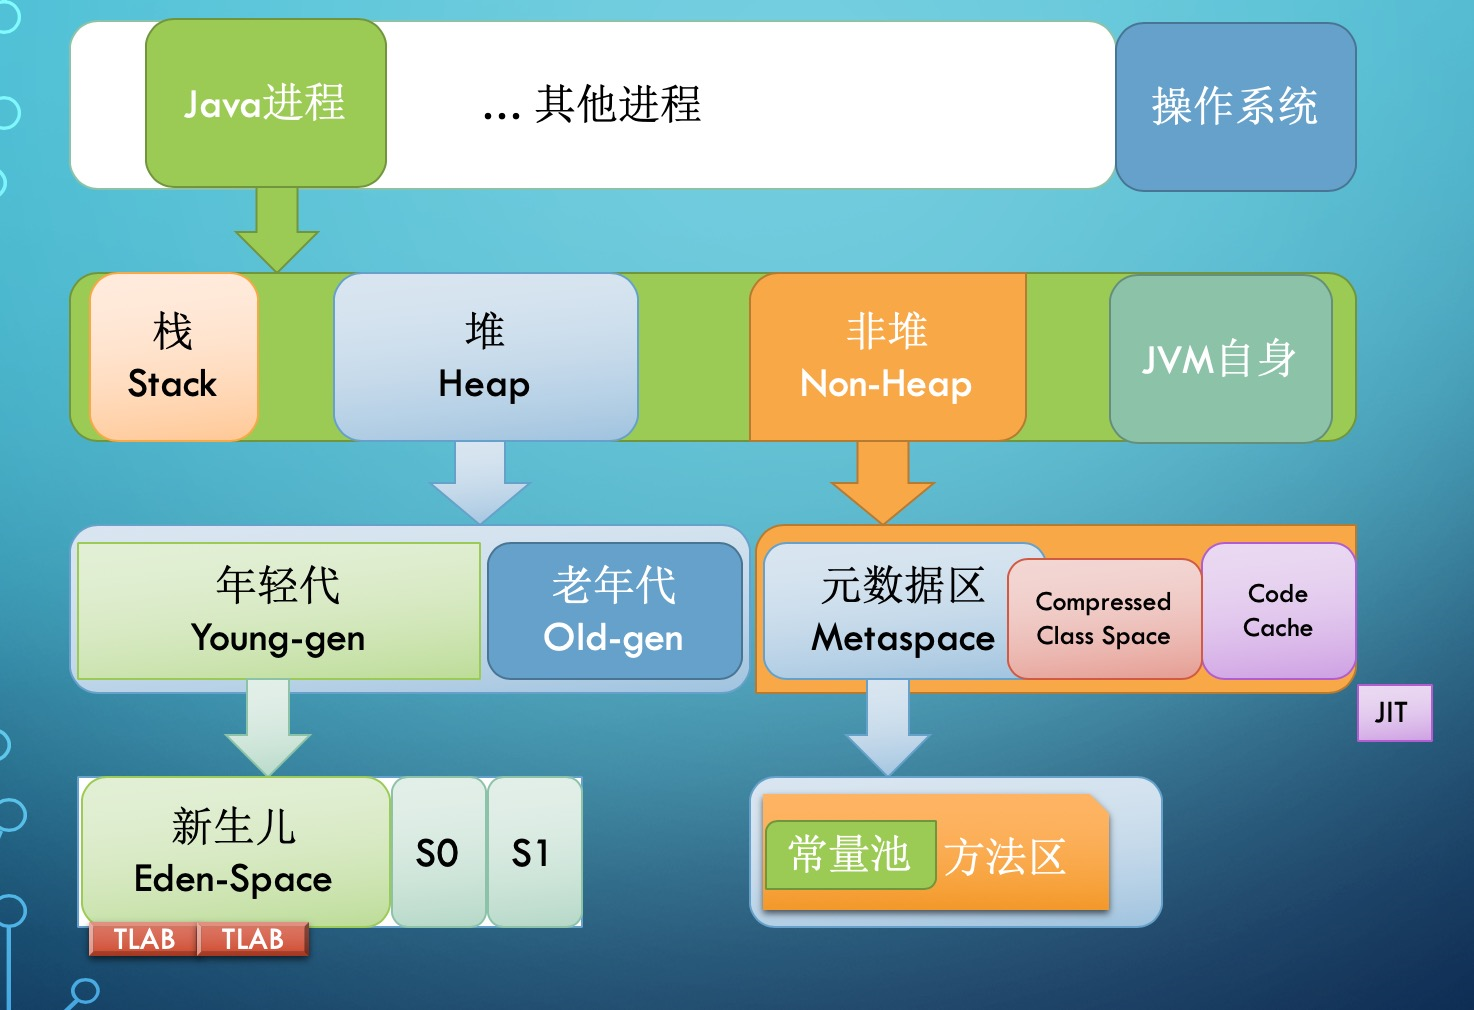 Java进程
... 其他进程
操作系统
栈
Stack
堆
Heap
非堆
Non-Heap
JVM自身
年轻代
Young-gen
老年代
Old-gen
元数据区
Metaspace
Compressed
Class Space
Code
Cache
JIT
新生儿
Eden-Space
S0
S1
TLAB
TLAB
常量池
方法区